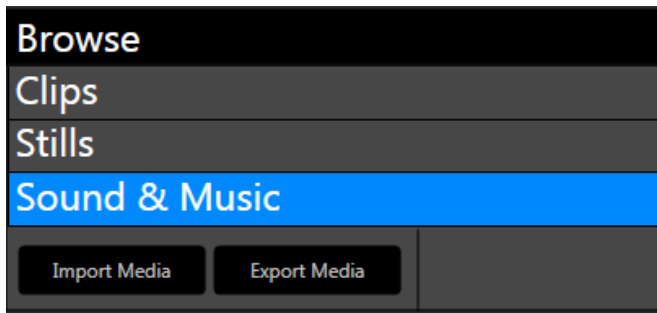 Browse
Clips
Stills
Sound & Music
Import Media Export Media